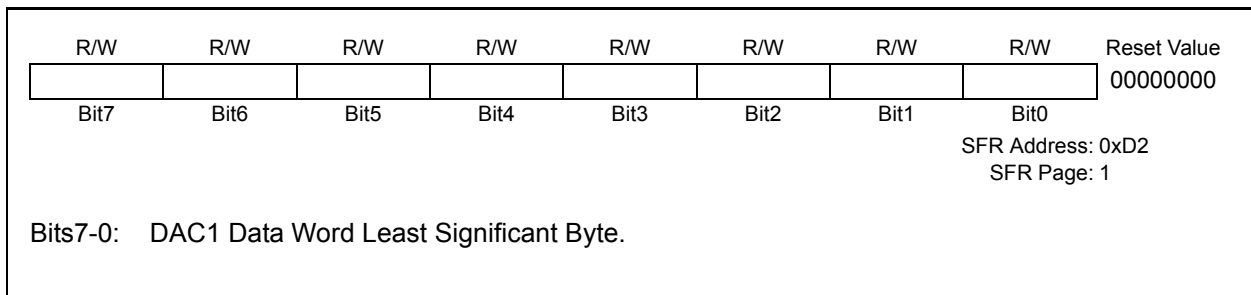 R/W R/W R/W R/W R/W R/W R/W R/W Reset Value
00000000
Bit7 Bit6 Bit5 Bit4 Bit3 Bit2 Bit1 Bit0
SFR Address: 0xD2
SFR Page: 1
Bits7-0: DAC1 Data Word Least Significant Byte.